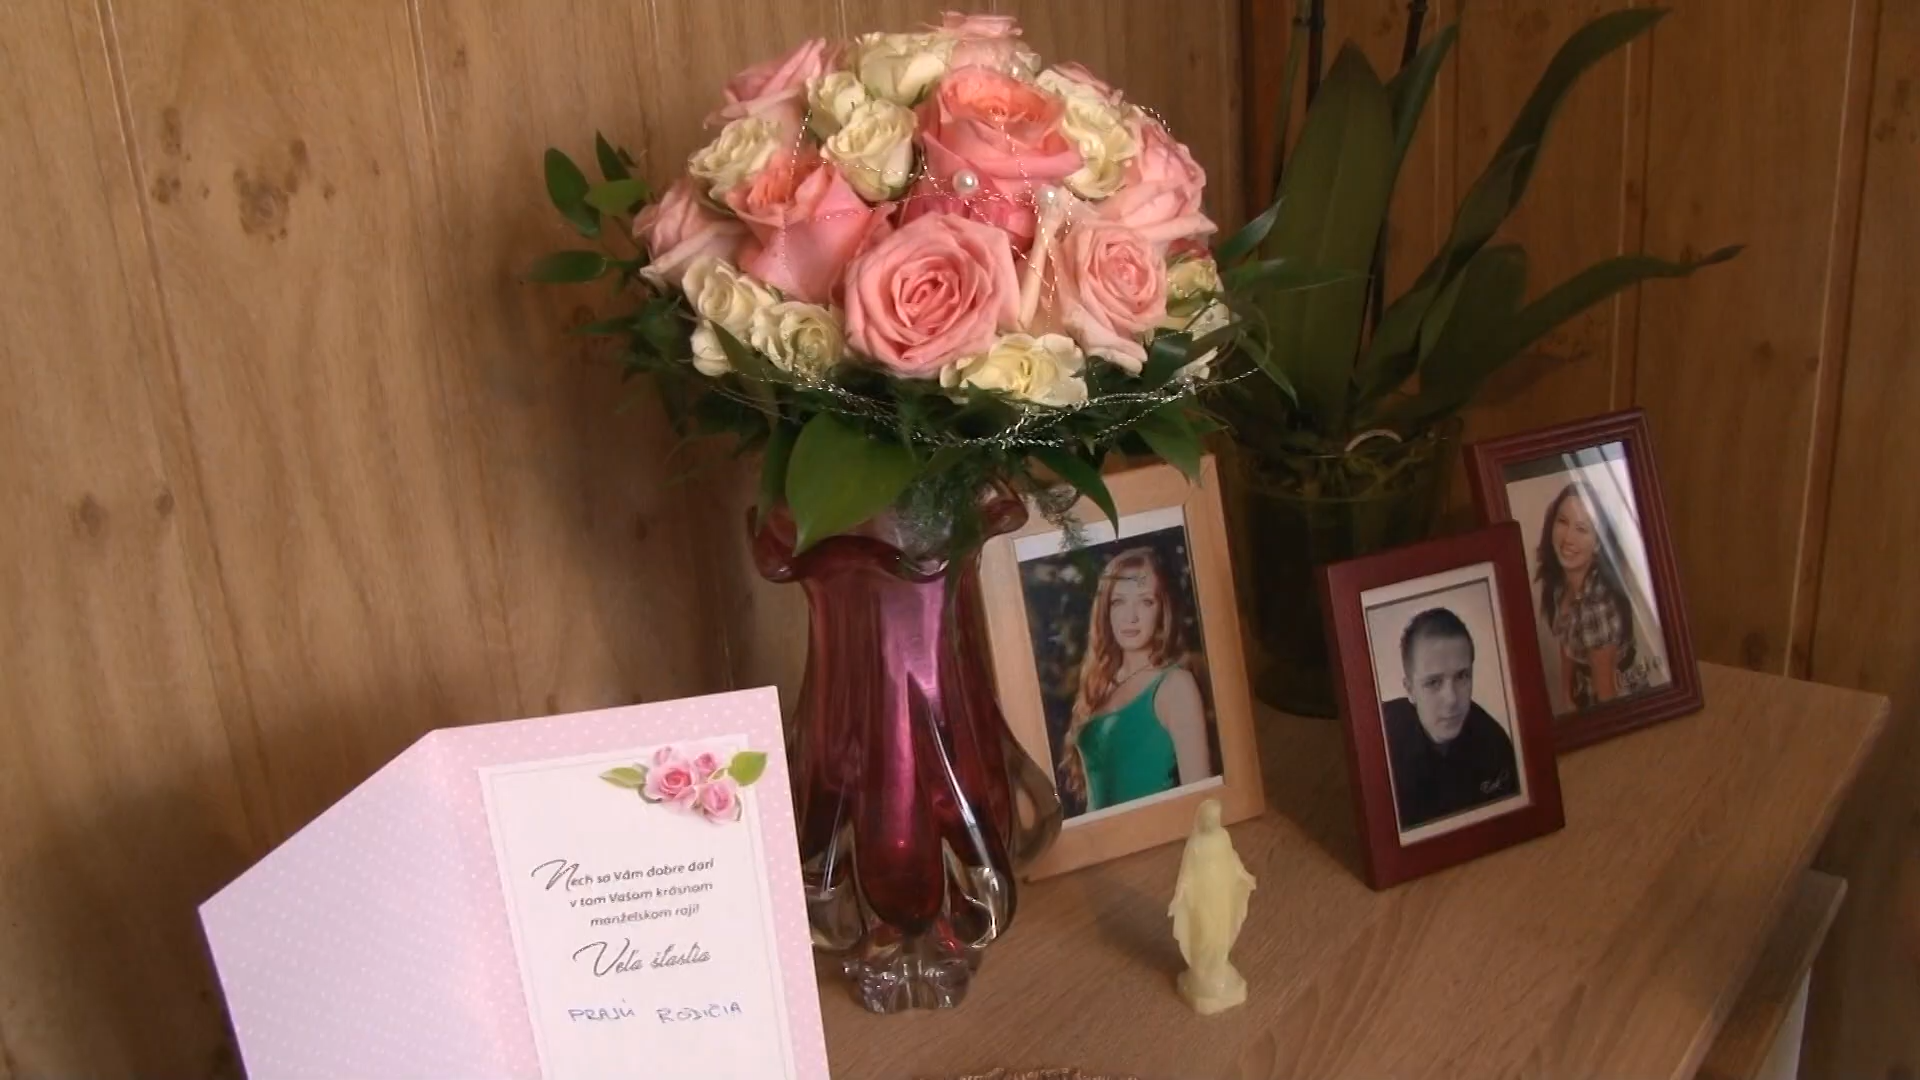 Nech sa Vám dobre darí
v tom Vašom krásnom
manželskom raji!
Veľa šťastia
PRAJÚ RODIČIA